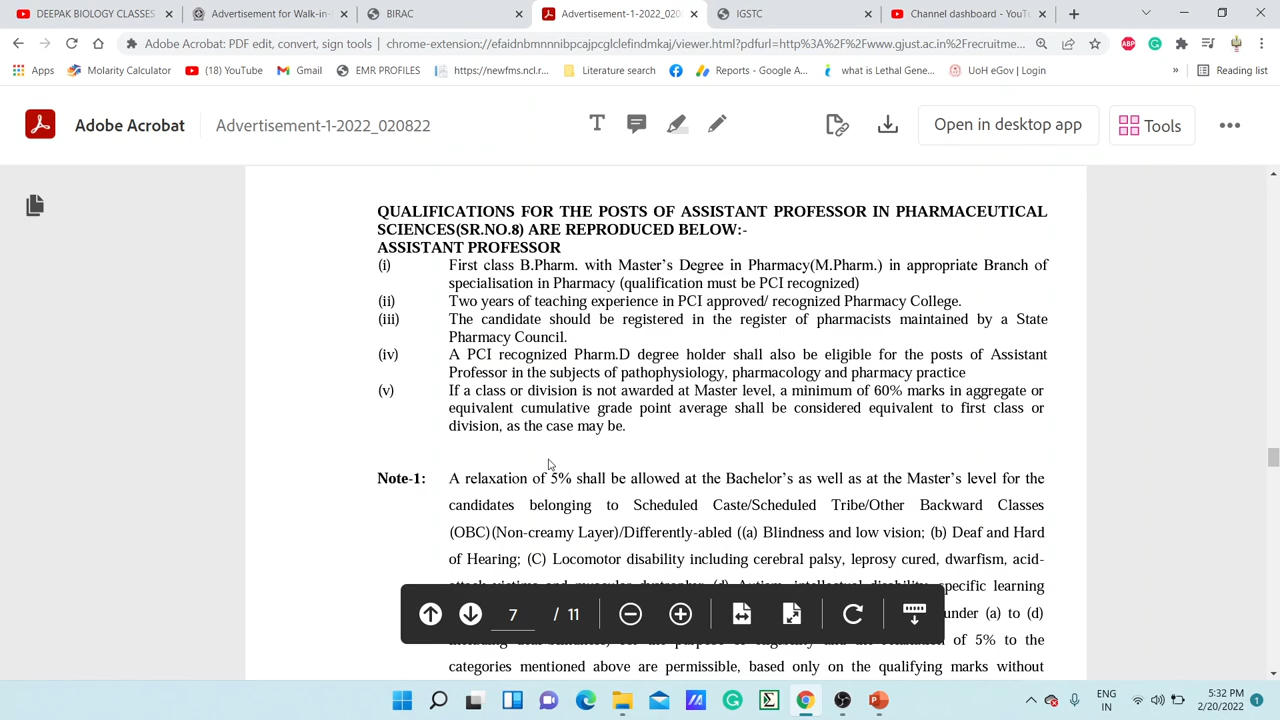 DEEPAK BIOLOGY CLASSES
Advertisement - Walk-in-I
BIRAC
Advertisement-1-2022_020
IGSTC
Channel dashboard - YouTu
Adobe Acrobat: PDF edit, convert, sign tools | chrome-extension://efaidnbmnnnibpcajpcglclefindmkaj/viewer.html?pdfurl=http%3A%2F%2Fwww.gjust.ac.in%2Frecruitme...
Apps
Molarity Calculator
(18) YouTube
Gmail
EMR PROFILES
https://newfms.ncl.r...
Literature search
Reports - Google A...
what is Lethal Gene...
UoH eGov | Login
»
Reading list
Adobe Acrobat
Advertisement-1-2022_020822
Open in desktop app
Tools
QUALIFICATIONS FOR THE POSTS OF ASSISTANT PROFESSOR IN PHARMACEUTICAL
SCIENCES(SR.NO.8) ARE REPRODUCED BELOW:-
ASSISTANT PROFESSOR
(i) First class B.Pharm. with Master's Degree in Pharmacy(M.Pharm.) in appropriate Branch of
specialisation in Pharmacy (qualification must be PCI recognized)
(ii) Two years of teaching experience in PCI approved/ recognized Pharmacy College.
(iii) The candidate should be registered in the register of pharmacists maintained by a State
Pharmacy Council.
(iv) A PCI recognized Pharm.D degree holder shall also be eligible for the posts of Assistant
Professor in the subjects of pathophysiology, pharmacology and pharmacy practice
(v) If a class or division is not awarded at Master level, a minimum of 60% marks in aggregate or
equivalent cumulative grade point average shall be considered equivalent to first class or
division, as the case may be.
Note-1: A relaxation of 5% shall be allowed at the Bachelor's as well as at the Master's level for the
candidates belonging to Scheduled Caste/Scheduled Tribe/Other Backward Classes
(OBC)(Non-creamy Layer)/Differently-abled ((a) Blindness and low vision; (b) Deaf and Hard
of Hearing; (C) Locomotor disability including cerebral palsy, leprosy cured, dwarfism, acid-
specific learning
under (a) to (d)
of 5% to the
categories mentioned above are permissible, based only on the qualifying marks without
7 / 11
ENG
IN
5:32 PM
2/20/2022
1